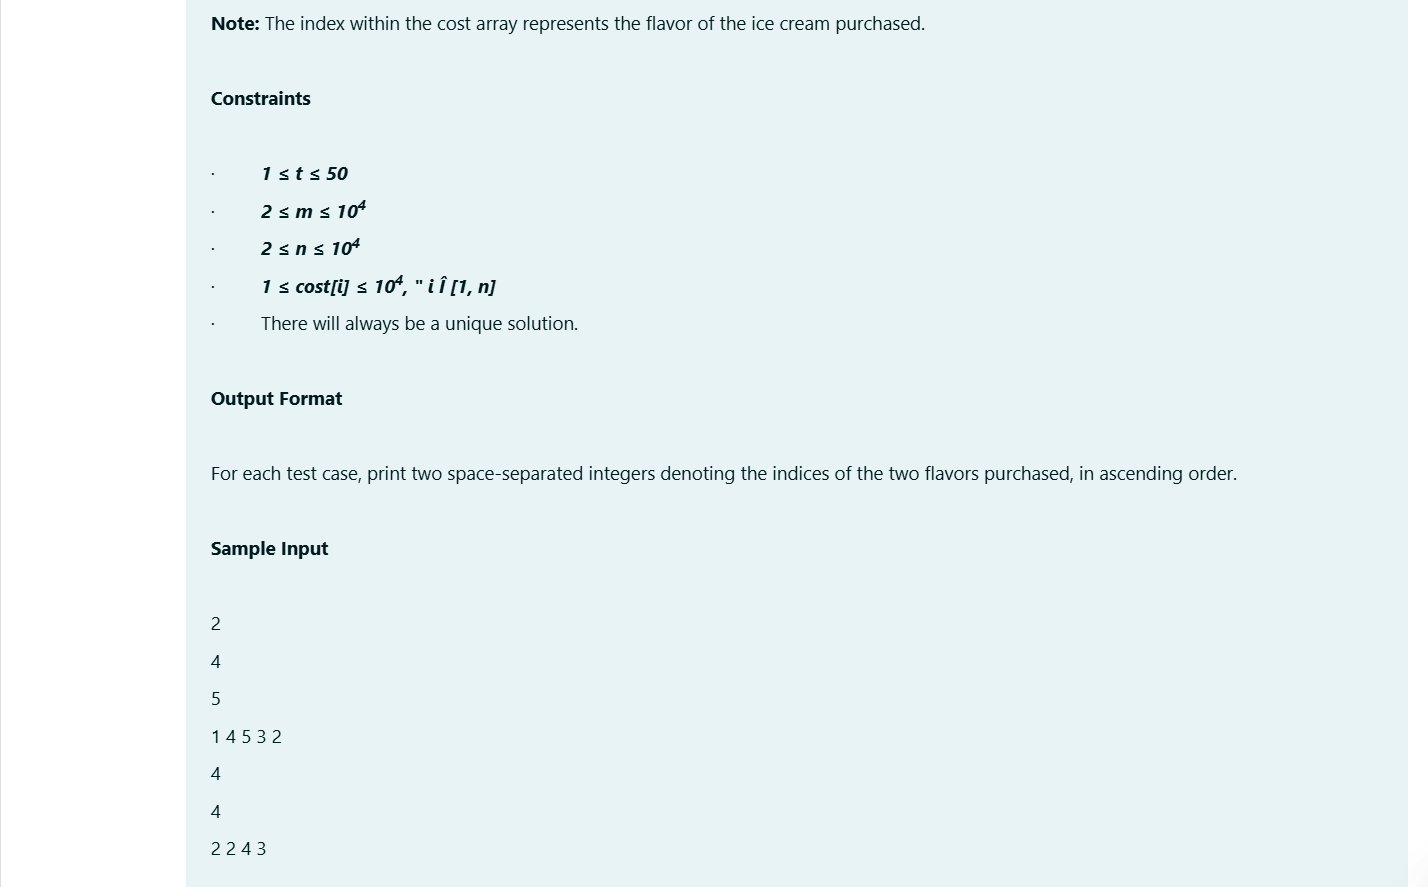 Note: The index within the cost array represents the flavor of the ice cream purchased.
Constraints
· 1 ≤ t ≤ 50
· 2 ≤ m ≤ 10⁴
· 2 ≤ n ≤ 10⁴
· 1 ≤ cost[i] ≤ 10⁴, " i Î [1, n]
· There will always be a unique solution.
Output Format
For each test case, print two space-separated integers denoting the indices of the two flavors purchased, in ascending order.
Sample Input
2
4
5
1 4 5 3 2
4
4
2 2 4 3